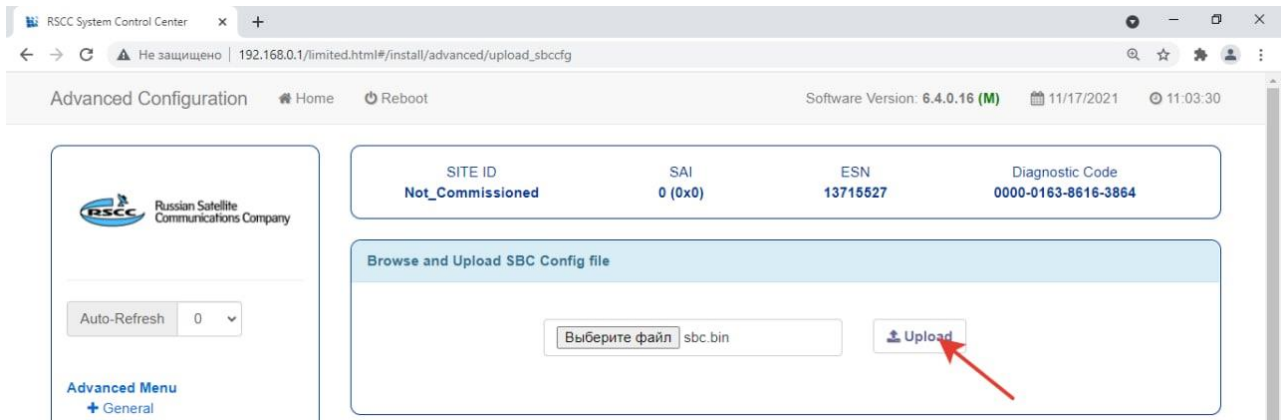 RSCC System Control Center
Не защищено | 192.168.0.1/limited.html#/install/advanced/upload_sbccfg
Advanced Configuration Home Reboot Software Version: 6.4.0.16 (M) 11/17/2021 11:03:30
RSCC Russian Satellite
Communications Company
SITE ID SAI ESN Diagnostic Code
Not_Commissioned 0 (0x0) 13715527 0000-0163-8616-3864
Browse and Upload SBC Config file
Auto-Refresh 0
Выберите файл sbc.bin Upload
Advanced Menu
+ General